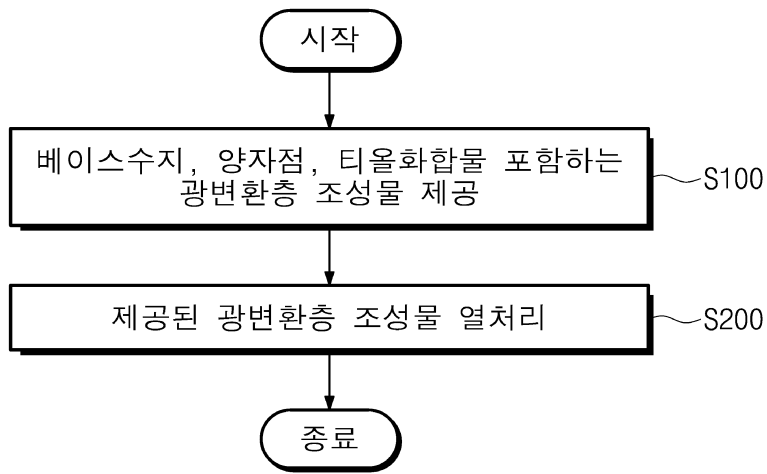 시작
베이스수지, 양자점, 티올화합물 포함하는
광변환층 조성물 제공
S100
제공된 광변환층 조성물 열처리
S200
종료